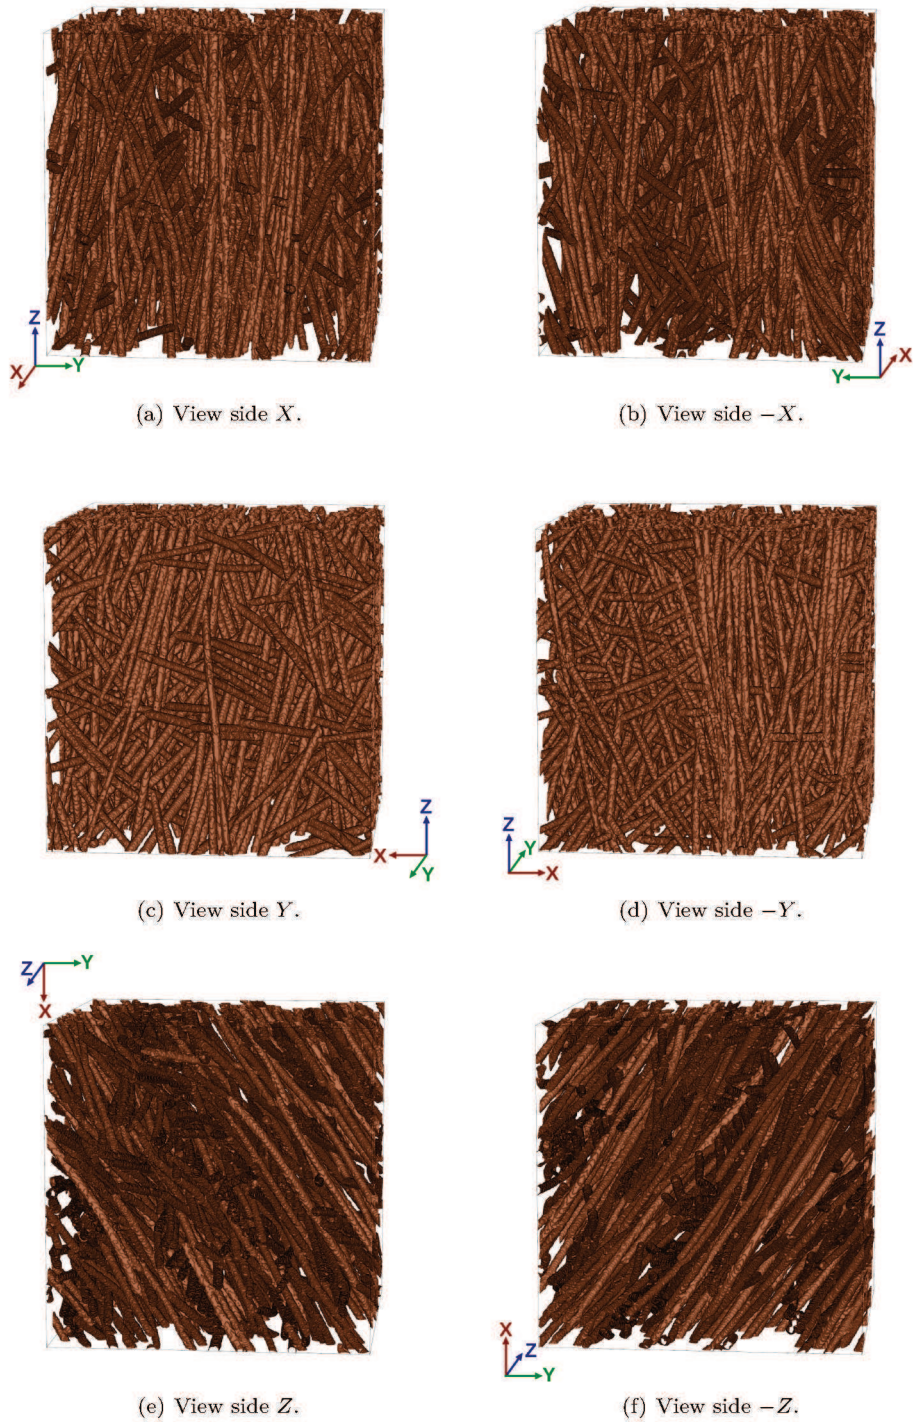 Z
X
Y
Z
X
Y
(a) View side X.
(b) View side −X.
Z
X
Y
Z
Y
X
(c) View side Y.
(d) View side −Y.
Z
Y
X
(e) View side Z.
X
Z
Y
(f) View side −Z.